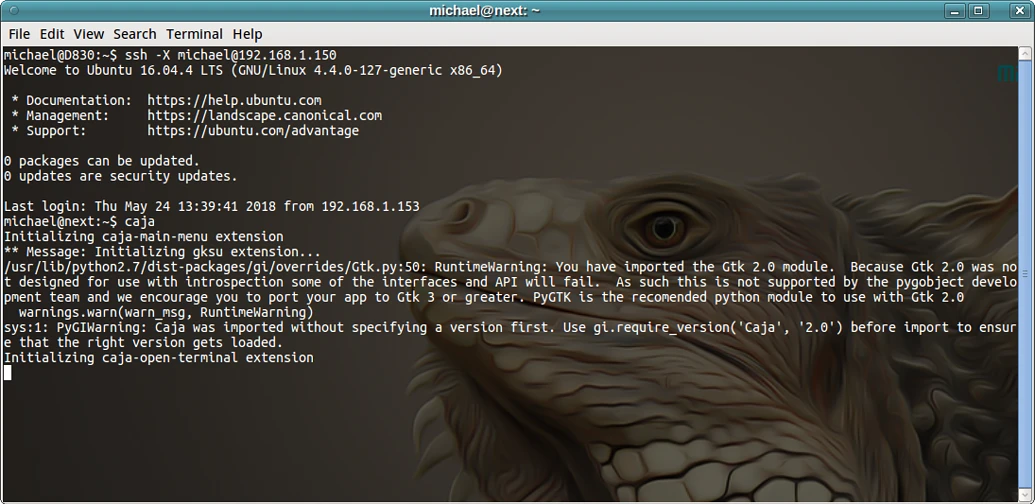 michael@next: ~
File Edit View Search Terminal Help
michael@D830:~$ ssh -X michael@192.168.1.150
Welcome to Ubuntu 16.04.4 LTS (GNU/Linux 4.4.0-127-generic x86_64)
* Documentation:  https://help.ubuntu.com
* Management:     https://landscape.canonical.com
* Support:        https://ubuntu.com/advantage
0 packages can be updated.
0 updates are security updates.
Last login: Thu May 24 13:39:41 2018 from 192.168.1.153
michael@next:~$ caja
Initializing caja-main-menu extension
** Message: Initializing gksu extension...
/usr/lib/python2.7/dist-packages/gi/overrides/Gtk.py:50: RuntimeWarning: You have imported the Gtk 2.0 module.  Because Gtk 2.0 was no
t designed for use with introspection some of the interfaces and API will fail.  As such this is not supported by the pygobject develo
pment team and we encourage you to port your app to Gtk 3 or greater. PyGTK is the recomended python module to use with Gtk 2.0
warnings.warn(warn_msg, RuntimeWarning)
sys:1: PyGIWarning: Caja was imported without specifying a version first. Use gi.require_version('Caja', '2.0') before import to ensur
e that the right version gets loaded.
Initializing caja-open-terminal extension